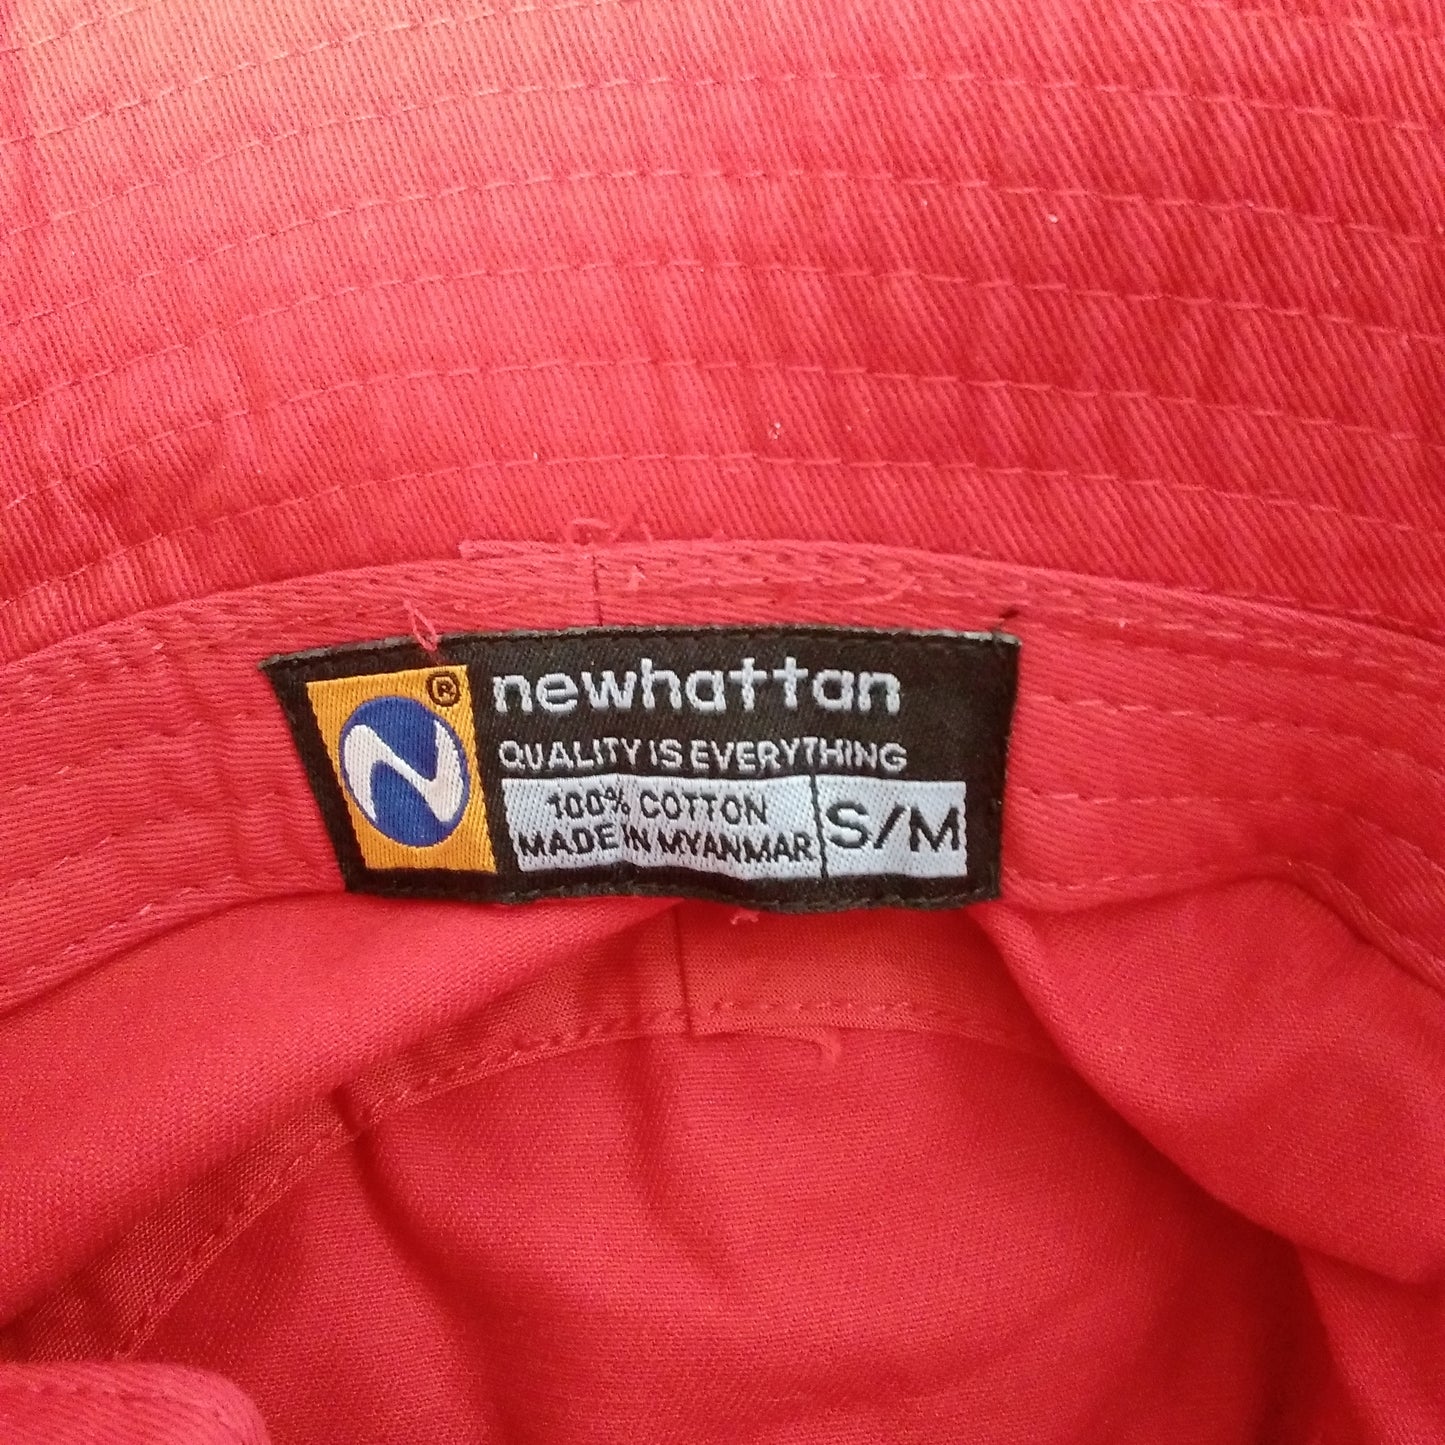 ® newhattan
QUALITY IS EVERYTHING
100% COTTON
MADE IN MYANMAR
S/M